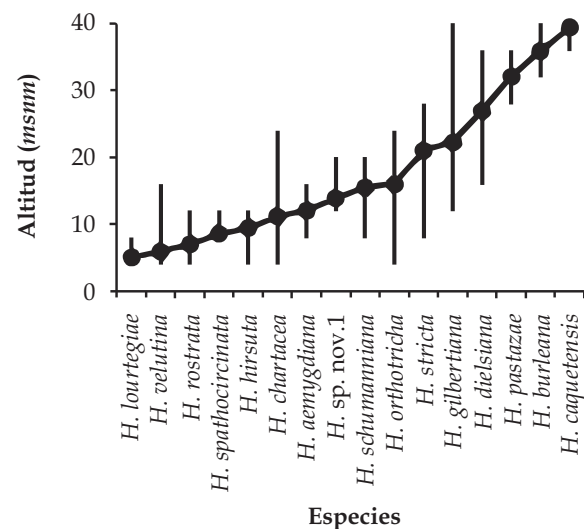 Altitud (msnm)
40
30
20
10
0
H. lourtegiae
H. velutina
H. rostrata
H. spathocircinata
H. hirsuta
H. chartacea
H. aemygdiana
H. sp. nov.1
H. schumanniana
H. orthotricha
H. stricta
H. gilbertiana
H. dielsiana
H. pastazae
H. burleana
H. caquetensis
Especies